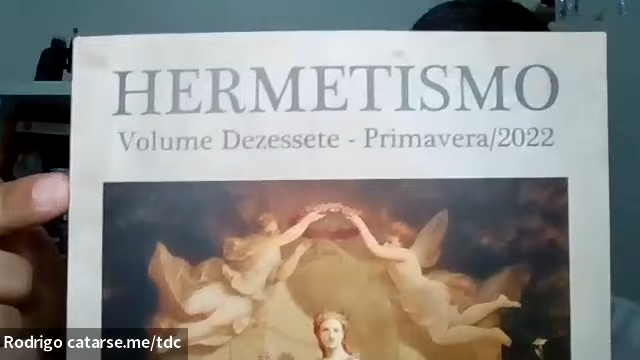 HERMETISMO
Volume Dezessete - Primavera/2022
Rodrigo catarse.me/tdc